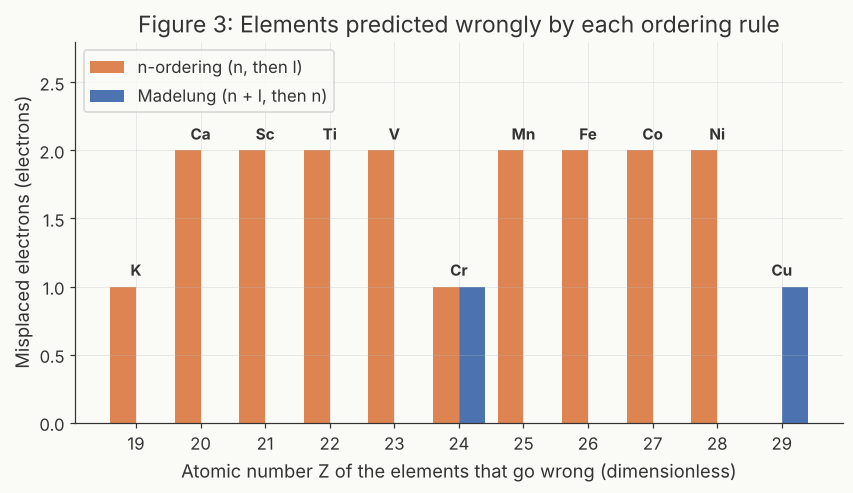 Figure 3: Elements predicted wrongly by each ordering rule
n-ordering (n, then l)
Madelung (n + l, then n)
Misplaced electrons (electrons)
2.5
2.0
1.5
1.0
0.5
0.0
K
Ca
Sc
Ti
V
Cr
Mn
Fe
Co
Ni
Cu
19 20 21 22 23 24 25 26 27 28 29
Atomic number Z of the elements that go wrong (dimensionless)